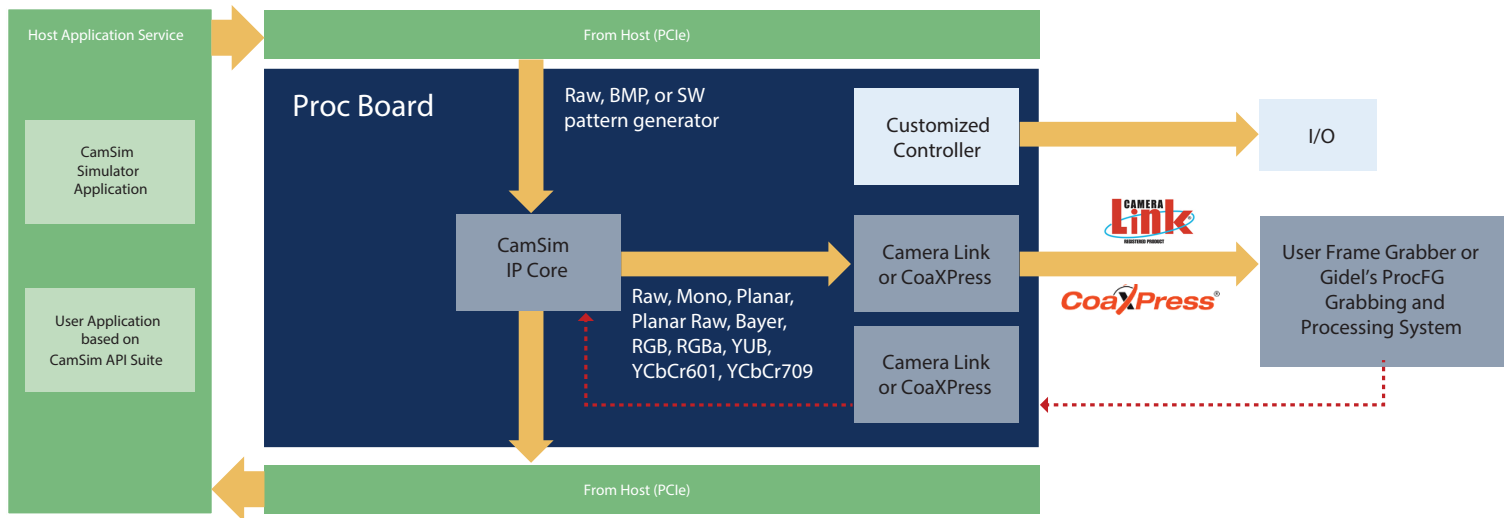 Host Application Service
CamSim
Simulator
Application
User Application
based on
CamSim API Suite
From Host (PCIe)
Proc Board
Raw, BMP, or SW
pattern generator
Customized
Controller
I/O
CamSim
IP Core
Raw, Mono, Planar,
Planar Raw, Bayer,
RGB, RGBa, YUB,
YCbCr601, YCbCr709
Camera Link
or CoaXPress
CAMERA
Link
REGISTERED PRODUCT
CoaXPress®
User Frame Grabber or
Gidel's ProcFG
Grabbing and
Processing System
Camera Link
or CoaXPress
From Host (PCIe)